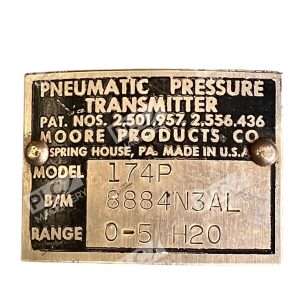 PNEUMATIC PRESSURE
TRANSMITTER
PAT. NOS. 2,501,957, 2,556,436
MOORE PRODUCTS CO
SPRING HOUSE, PA. MADE IN U.S.A.
MODEL 174P
B/M 8884N3AL
RANGE 0-5 H20